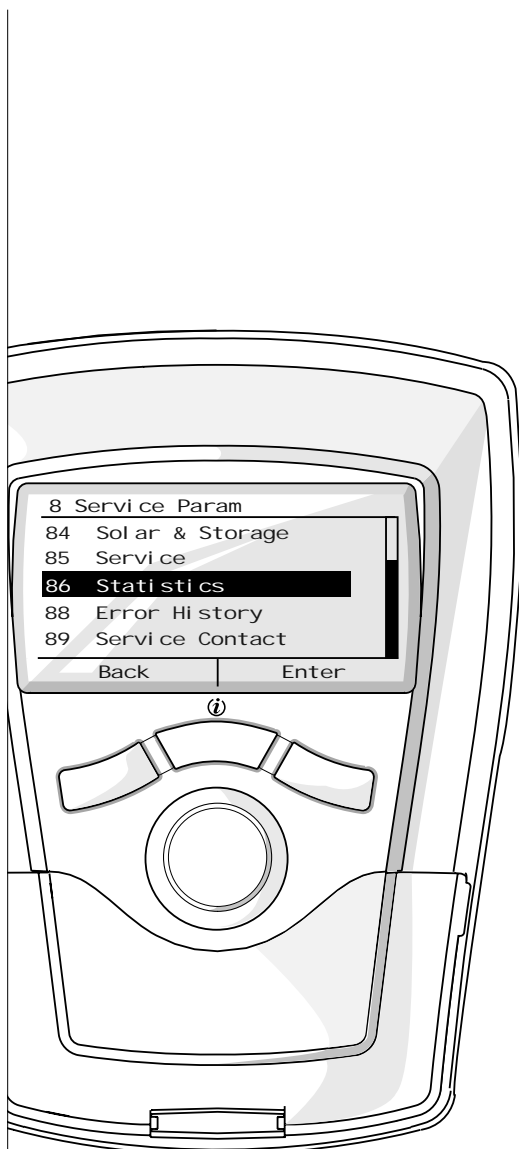 8 Service Param
84 Solar & Storage
85 Service
86 Statistics
88 Error History
89 Service Contact
Back Enter
i